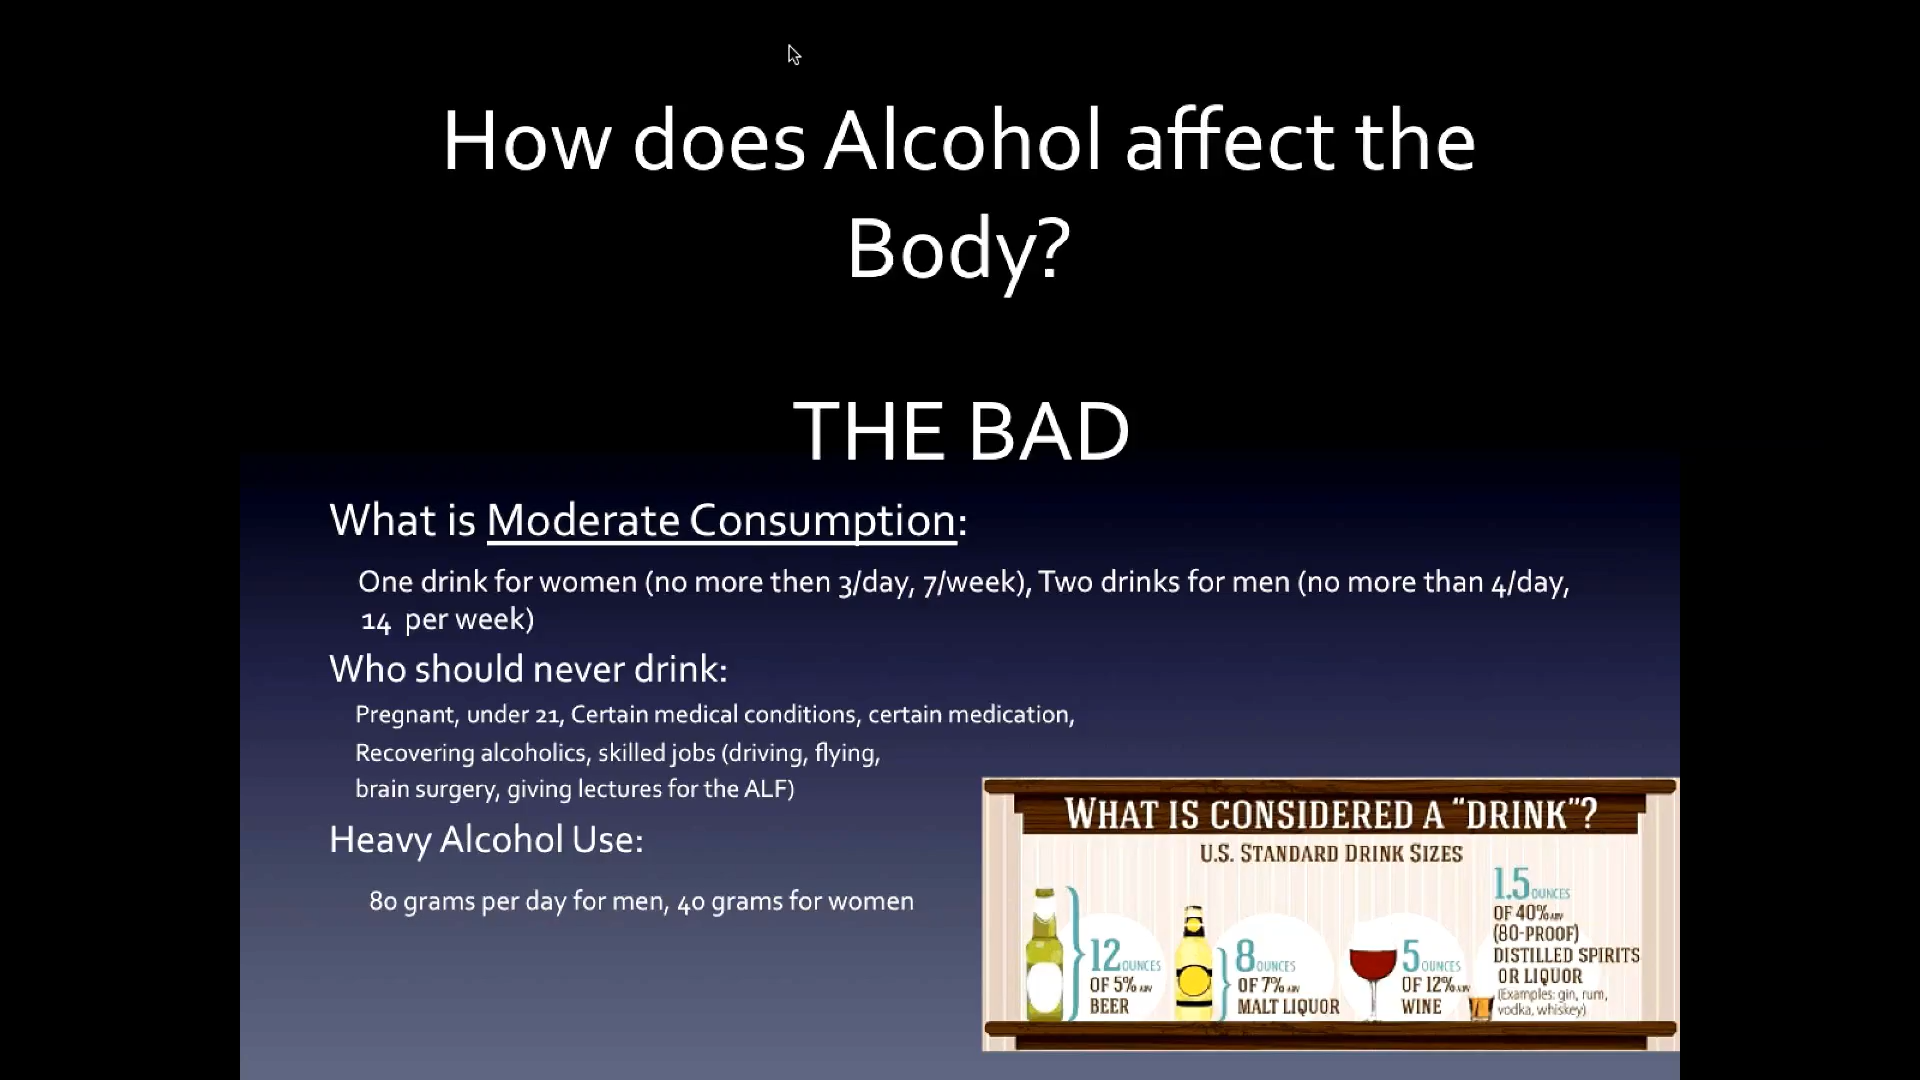 How does Alcohol affect the
Body?
THE BAD
What is Moderate Consumption:
One drink for women (no more then 3/day, 7/week), Two drinks for men (no more than 4/day,
14 per week)
Who should never drink:
Pregnant, under 21, Certain medical conditions, certain medication,
Recovering alcoholics, skilled jobs (driving, flying,
brain surgery, giving lectures for the ALF)
Heavy Alcohol Use:
80 grams per day for men, 40 grams for women
WHAT IS CONSIDERED A "DRINK"?
U.S. STANDARD DRINK SIZES
12 OUNCES
OF 5% ABV
BEER
8 OUNCES
OF 7% ABV
MALT LIQUOR
5 OUNCES
OF 12% ABV
WINE
1.5 OUNCES
OF 40% ABV
(80-PROOF)
DISTILLED SPIRITS
OR LIQUOR
(Examples: gin, rum,
vodka, whiskey)